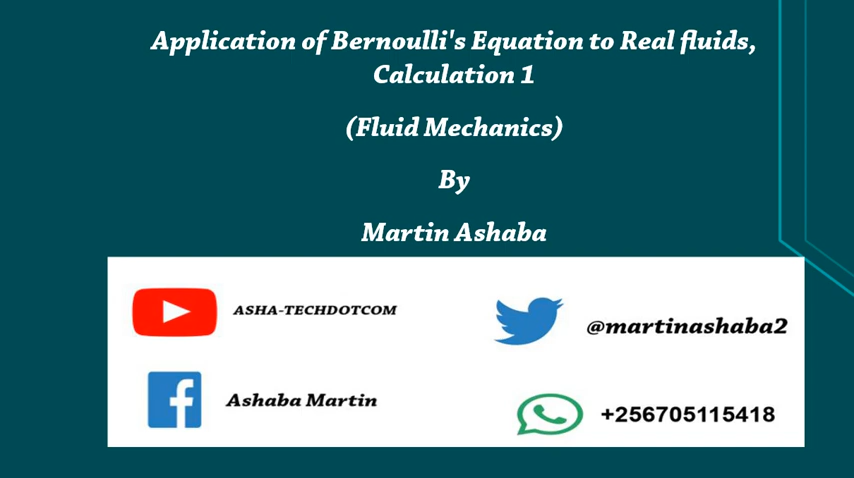 Application of Bernoulli's Equation to Real fluids,
Calculation 1
(Fluid Mechanics)
By
Martin Ashaba
ASHA-TECHDOTCOM
@martinashaba2
Ashaba Martin
+256705115418